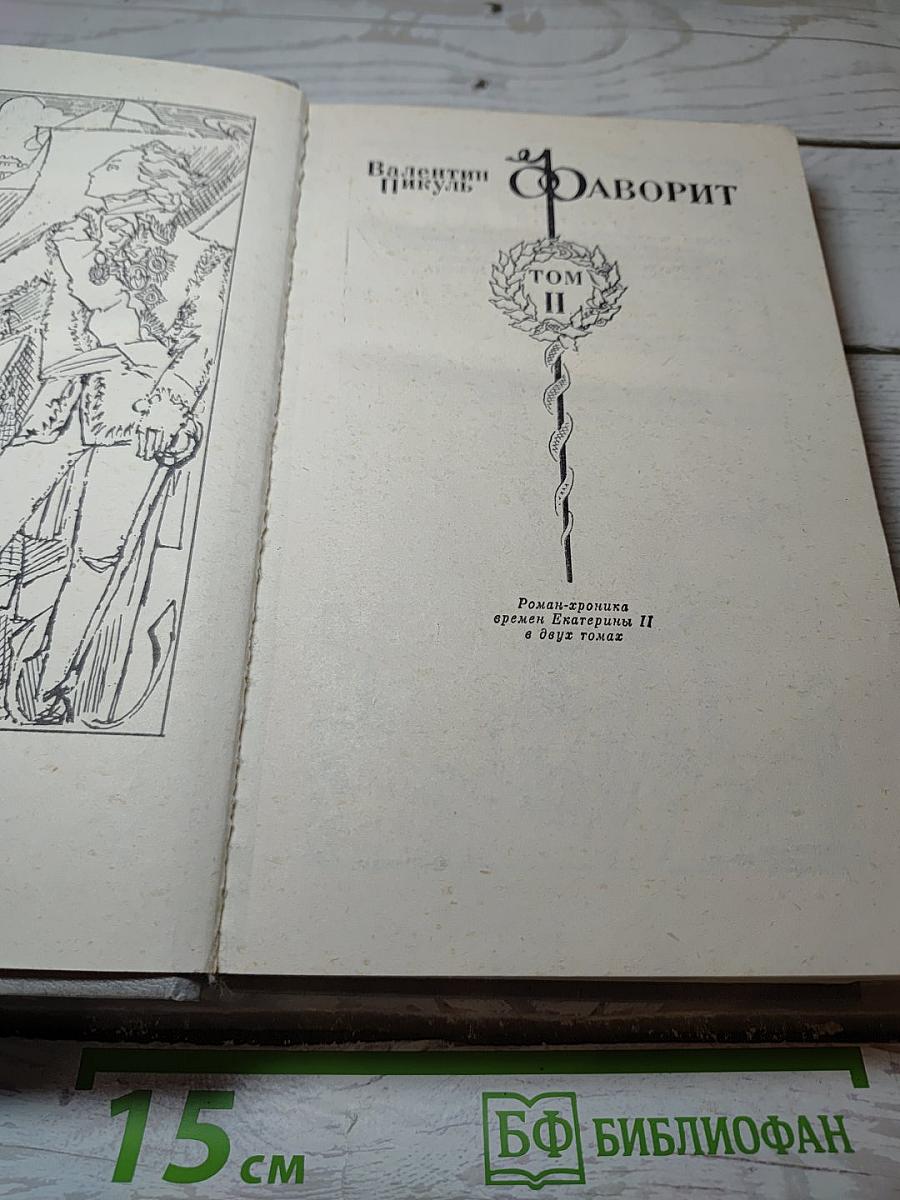 Валентин
Пикуль
ФАВОРИТ
ТОМ
II
Роман-хроника
времен Екатерины II
в двух томах
15 см
БФ БИБЛИОФАН